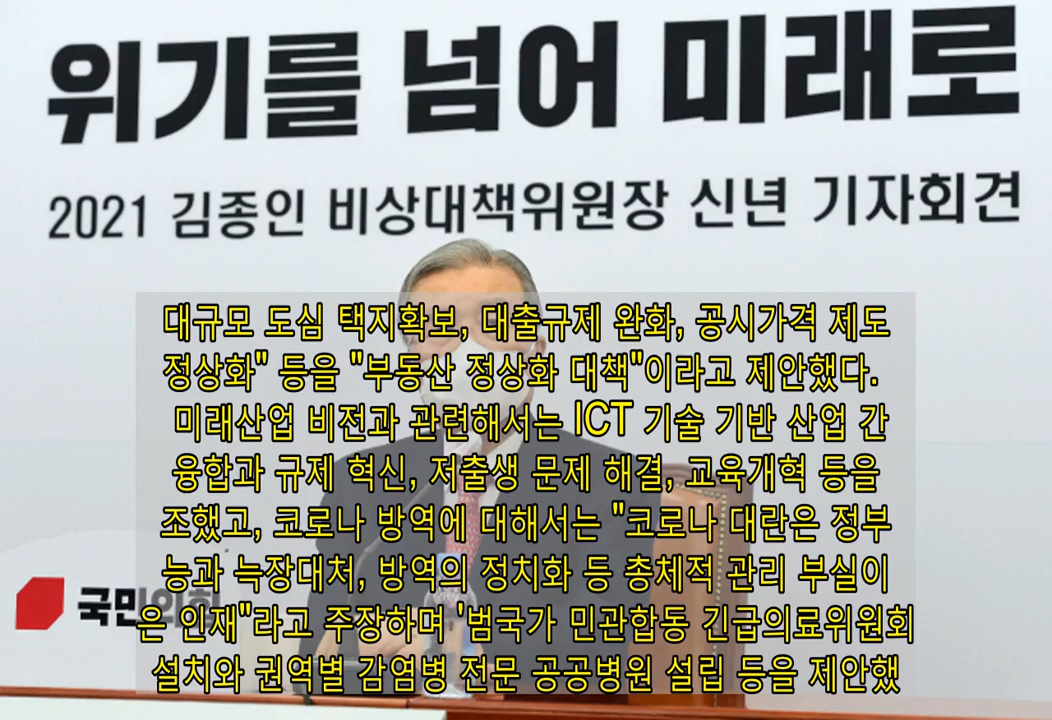 위기를 넘어 미래로
2021 김종인 비상대책위원장 신년 기자회견
대규모 도심 택지확보, 대출규제 완화, 공시가격 제도
정상화" 등을 "부동산 정상화 대책"이라고 제안했다.
미래산업 비전과 관련해서는 ICT 기술 기반 산업 간
융합과 규제 혁신, 저출생 문제 해결, 교육개혁 등을
조했고, 코로나 방역에 대해서는 "코로나 대란은 정부
능과 늑장대처, 방역의 정치화 등 총체적 관리 부실이
은 인재"라고 주장하며 '범국가 민관합동 긴급의료위원회
설치와 권역별 감염병 전문 공공병원 설립 등을 제안했
국민의힘